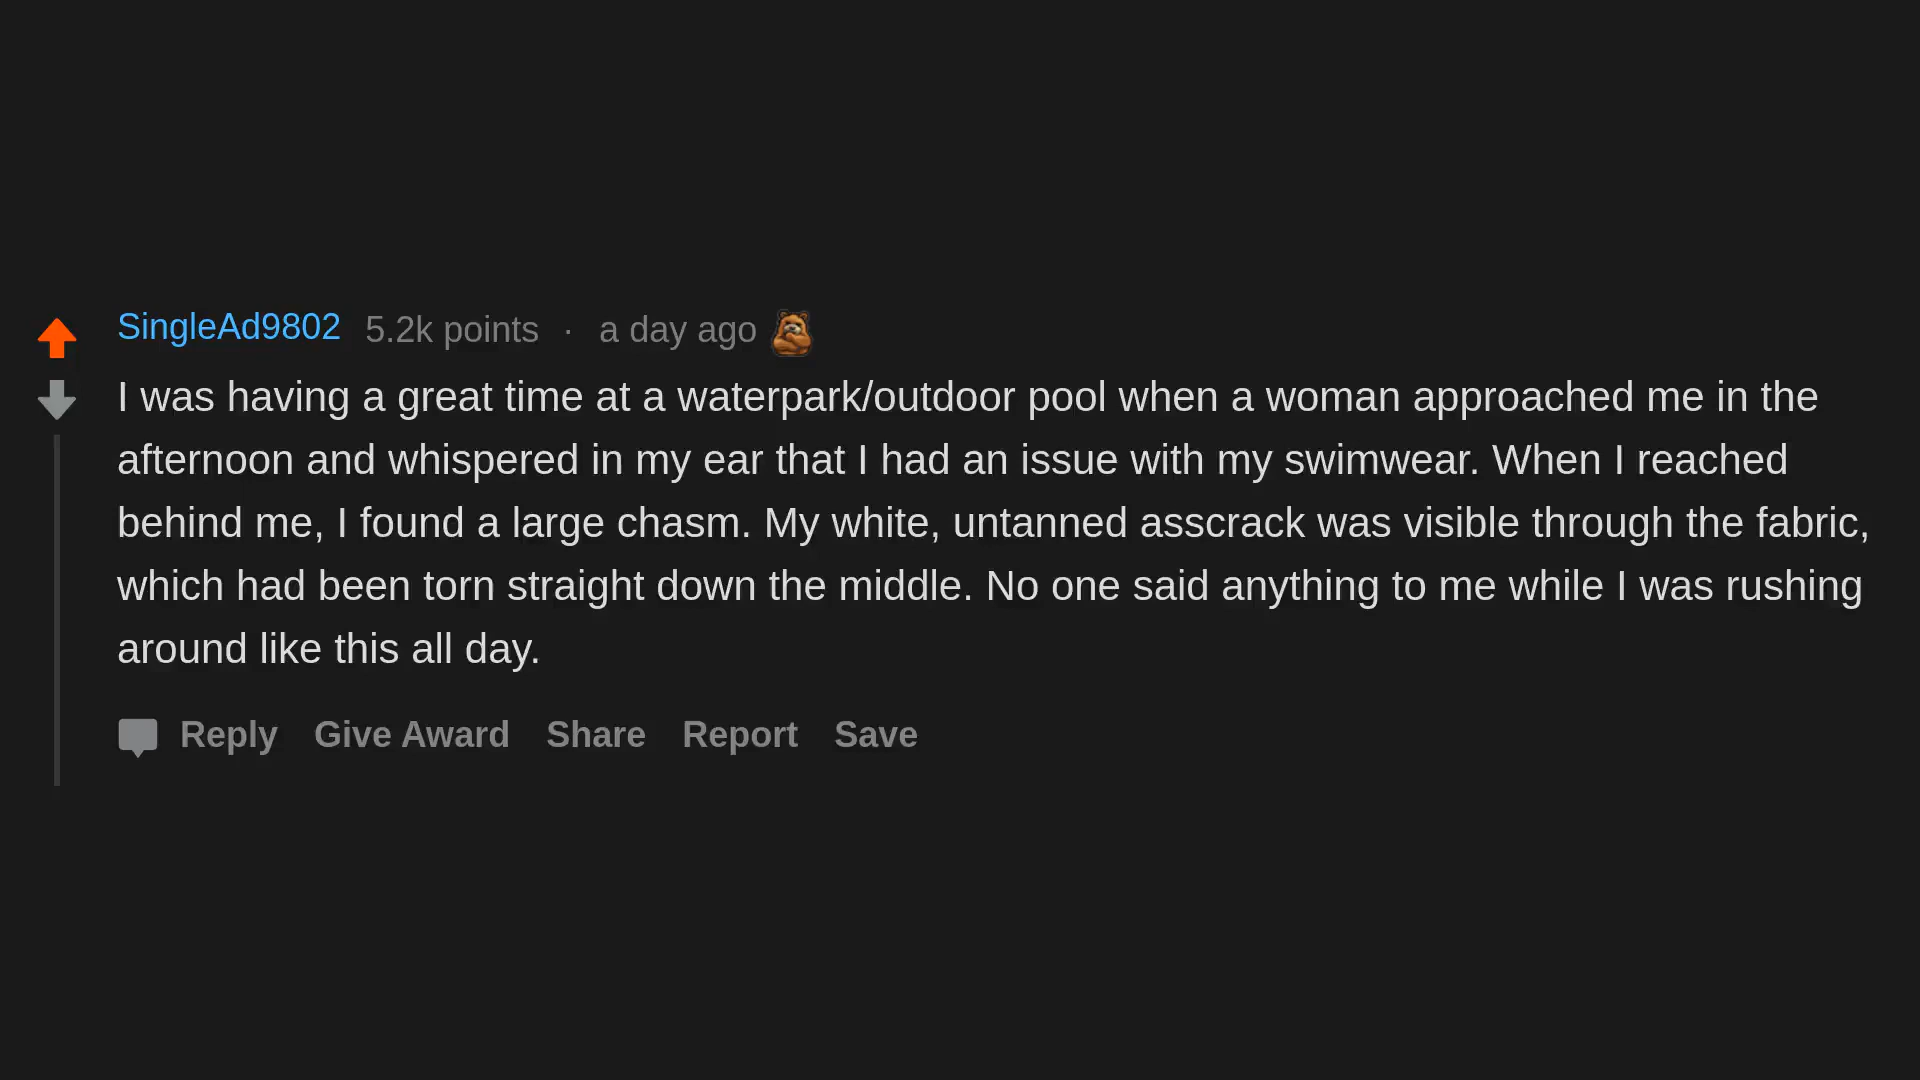 SingleAd9802 5.2k points · a day ago
I was having a great time at a waterpark/outdoor pool when a woman approached me in the
afternoon and whispered in my ear that I had an issue with my swimwear. When I reached
behind me, I found a large chasm. My white, untanned asscrack was visible through the fabric,
which had been torn straight down the middle. No one said anything to me while I was rushing
around like this all day.
Reply Give Award Share Report Save